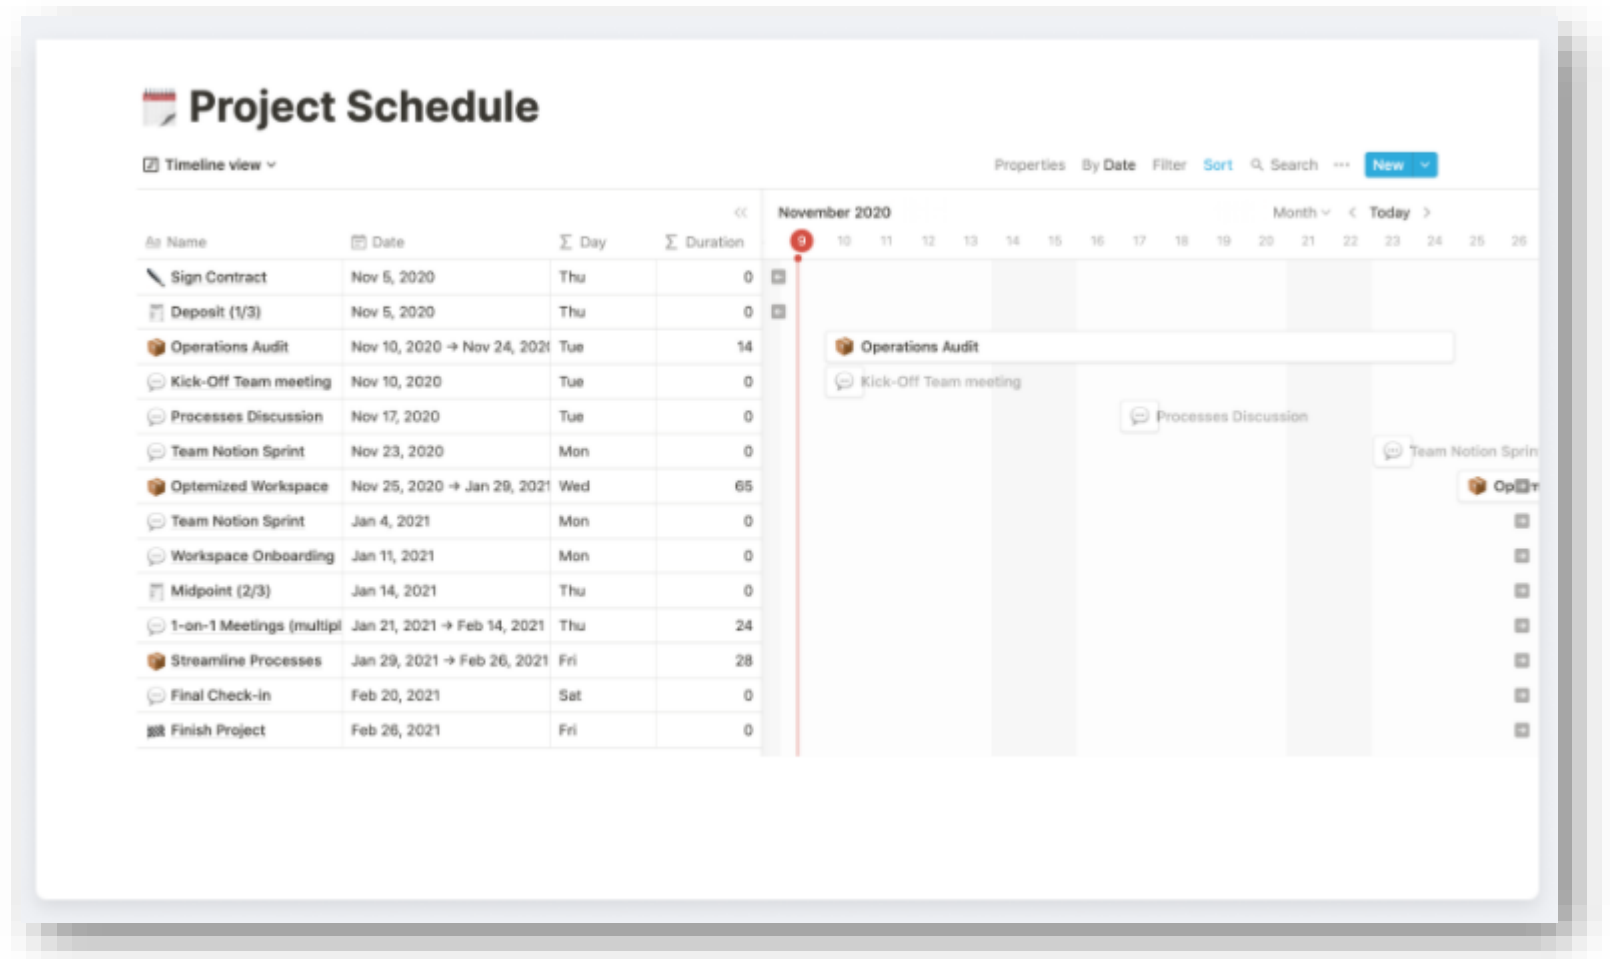 Project Schedule
Timeline view
Properties By Date Filter Sort Search ··· New
November 2020 Month < Today >
Aa Name Date Σ Day Σ Duration 9 10 11 12 13 14 15 16 17 18 19 20 21 22 23 24 25 26
Sign Contract Nov 5, 2020 Thu 0
Deposit (1/3) Nov 5, 2020 Thu 0
Operations Audit Nov 10, 2020 → Nov 24, 202 Tue 14 Operations Audit
Kick-Off Team meeting Nov 10, 2020 Tue 0 Kick-Off Team meeting
Processes Discussion Nov 17, 2020 Tue 0 Processes Discussion
Team Notion Sprint Nov 23, 2020 Mon 0 Team Notion Sprin
Optemized Workspace Nov 25, 2020 → Jan 29, 2021 Wed 65 Op
Team Notion Sprint Jan 4, 2021 Mon 0
Workspace Onboarding Jan 11, 2021 Mon 0
Midpoint (2/3) Jan 14, 2021 Thu 0
1-on-1 Meetings (multipl Jan 21, 2021 → Feb 14, 2021 Thu 24
Streamline Processes Jan 29, 2021 → Feb 26, 2021 Fri 28
Final Check-in Feb 20, 2021 Sat 0
Finish Project Feb 26, 2021 Fri 0